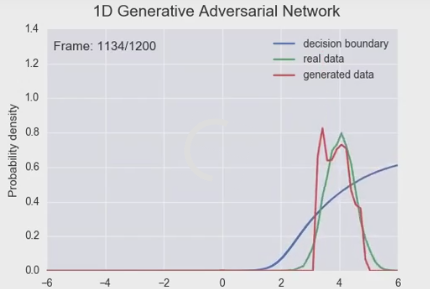 1D Generative Adversarial Network
1.4
Frame: 1134/1200
decision boundary
real data
generated data
1.2
1.0
0.8
0.6
0.4
0.2
0.0
Probability density
−6
−4
−2
0
2
4
6